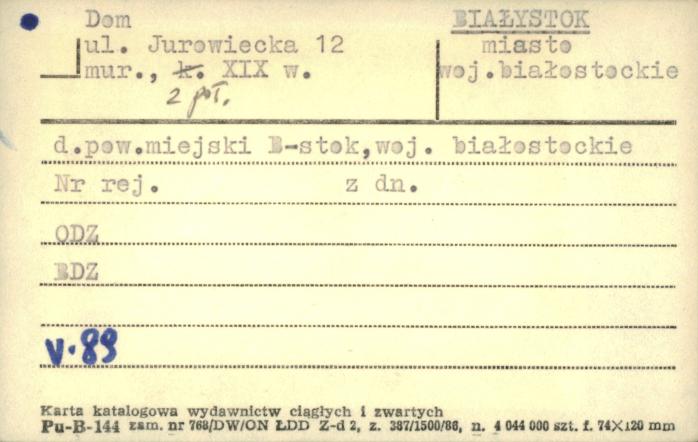 Dom
BIAŁYSTOK
ul. Jurowiecka 12
miasto
mur., k. XIX w.
woj.białostockie
2 poł.
d.pow.miejski B-stok,woj. białostockie
Nr rej. z dn.
ODZ
BDZ
V.89
Karta katalogowa wydawnictw ciągłych i zwartych
Pu-B-144 zam. nr 768/DW/ON ŁDD Z-d 2, z. 387/1500/86, n. 4 044 000 szt. f. 74×120 mm